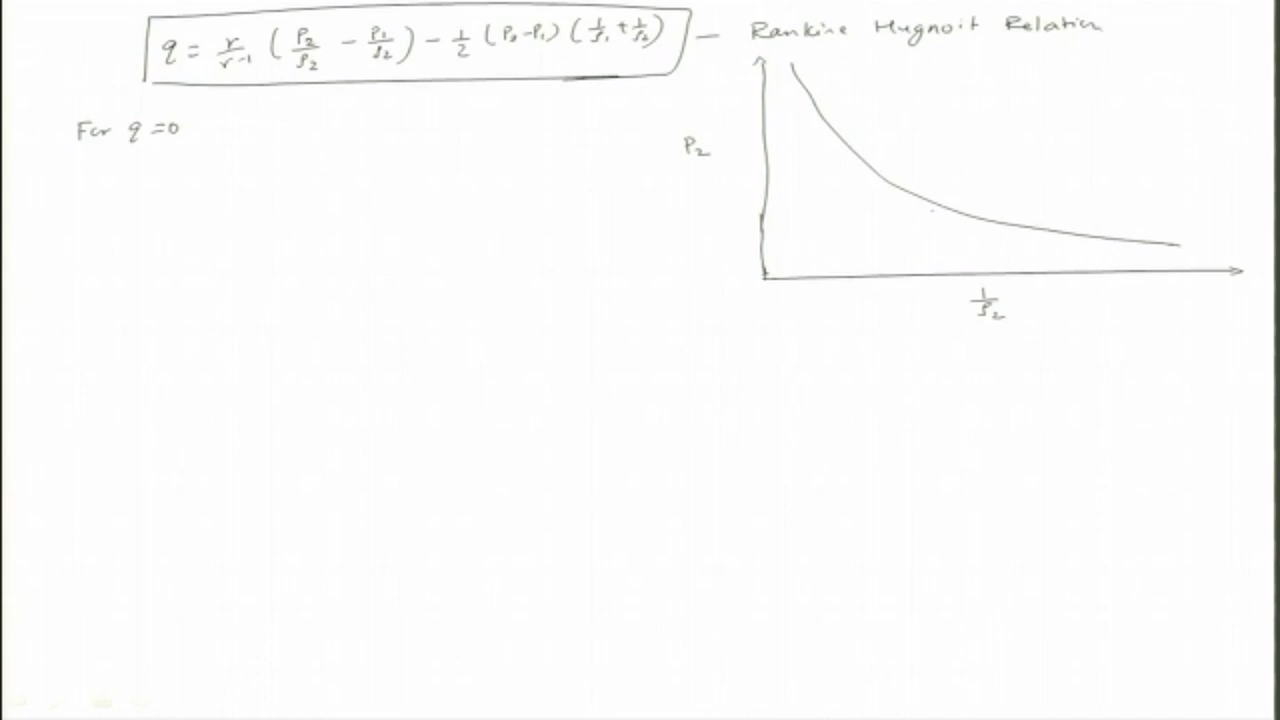 q = γ/γ-1 ( P2/ρ2 - P1/ρ2 ) - 1/2 (P2-P1) ( 1/ρ1 + 1/ρ2 ) — Rankine Hugnoit Relation
For q =0
P2
1/ρ2